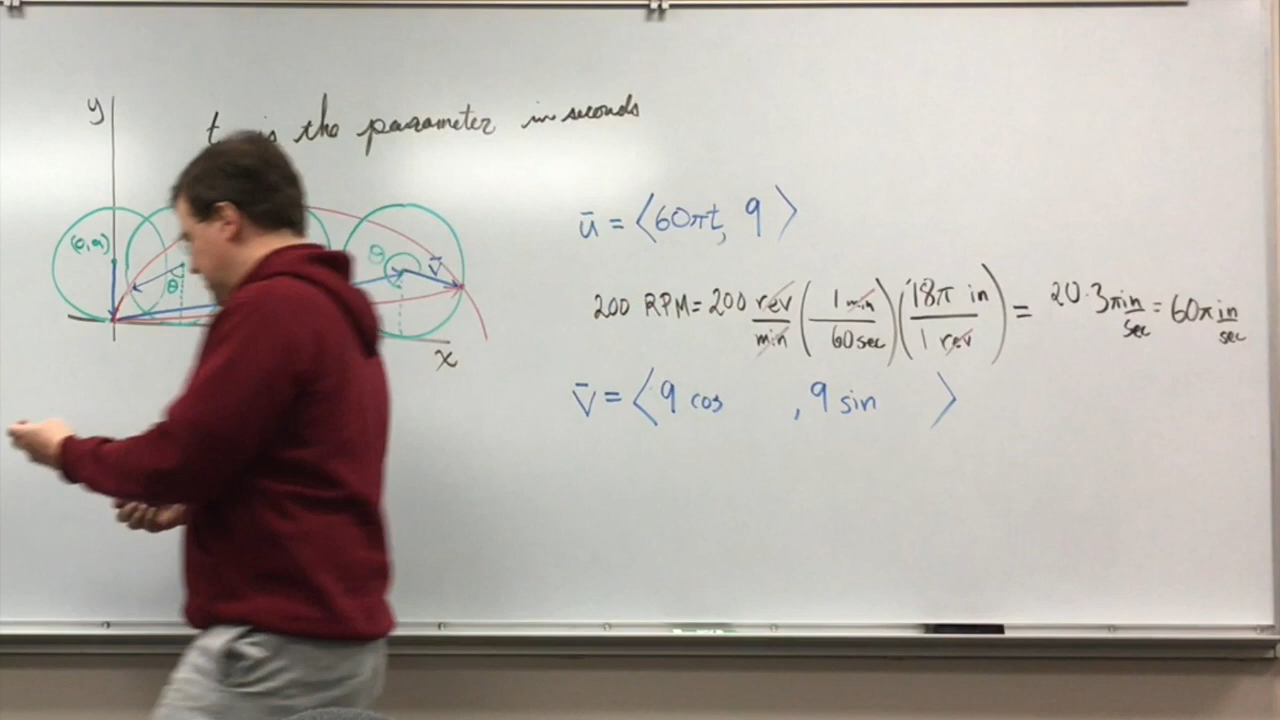 t is the parameter in seconds
y
(0,a)
θ
θ
v̄
x
ū = ⟨60πt, 9⟩
200 RPM = 200 rev/min (1 min/60 sec)(18π in/1 rev) = 20·3π in/sec = 60π in/sec
v̄ = ⟨9 cos , 9 sin ⟩